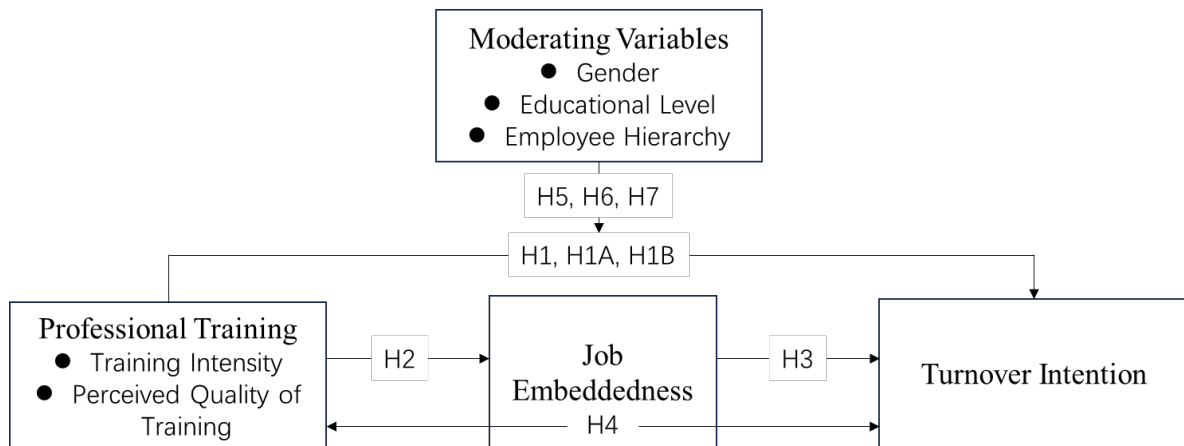 Moderating Variables
● Gender
● Educational Level
● Employee Hierarchy
H5, H6, H7
H1, H1A, H1B
Professional Training
● Training Intensity
● Perceived Quality of
Training
H2
Job
Embeddedness
H4
H3
Turnover Intention